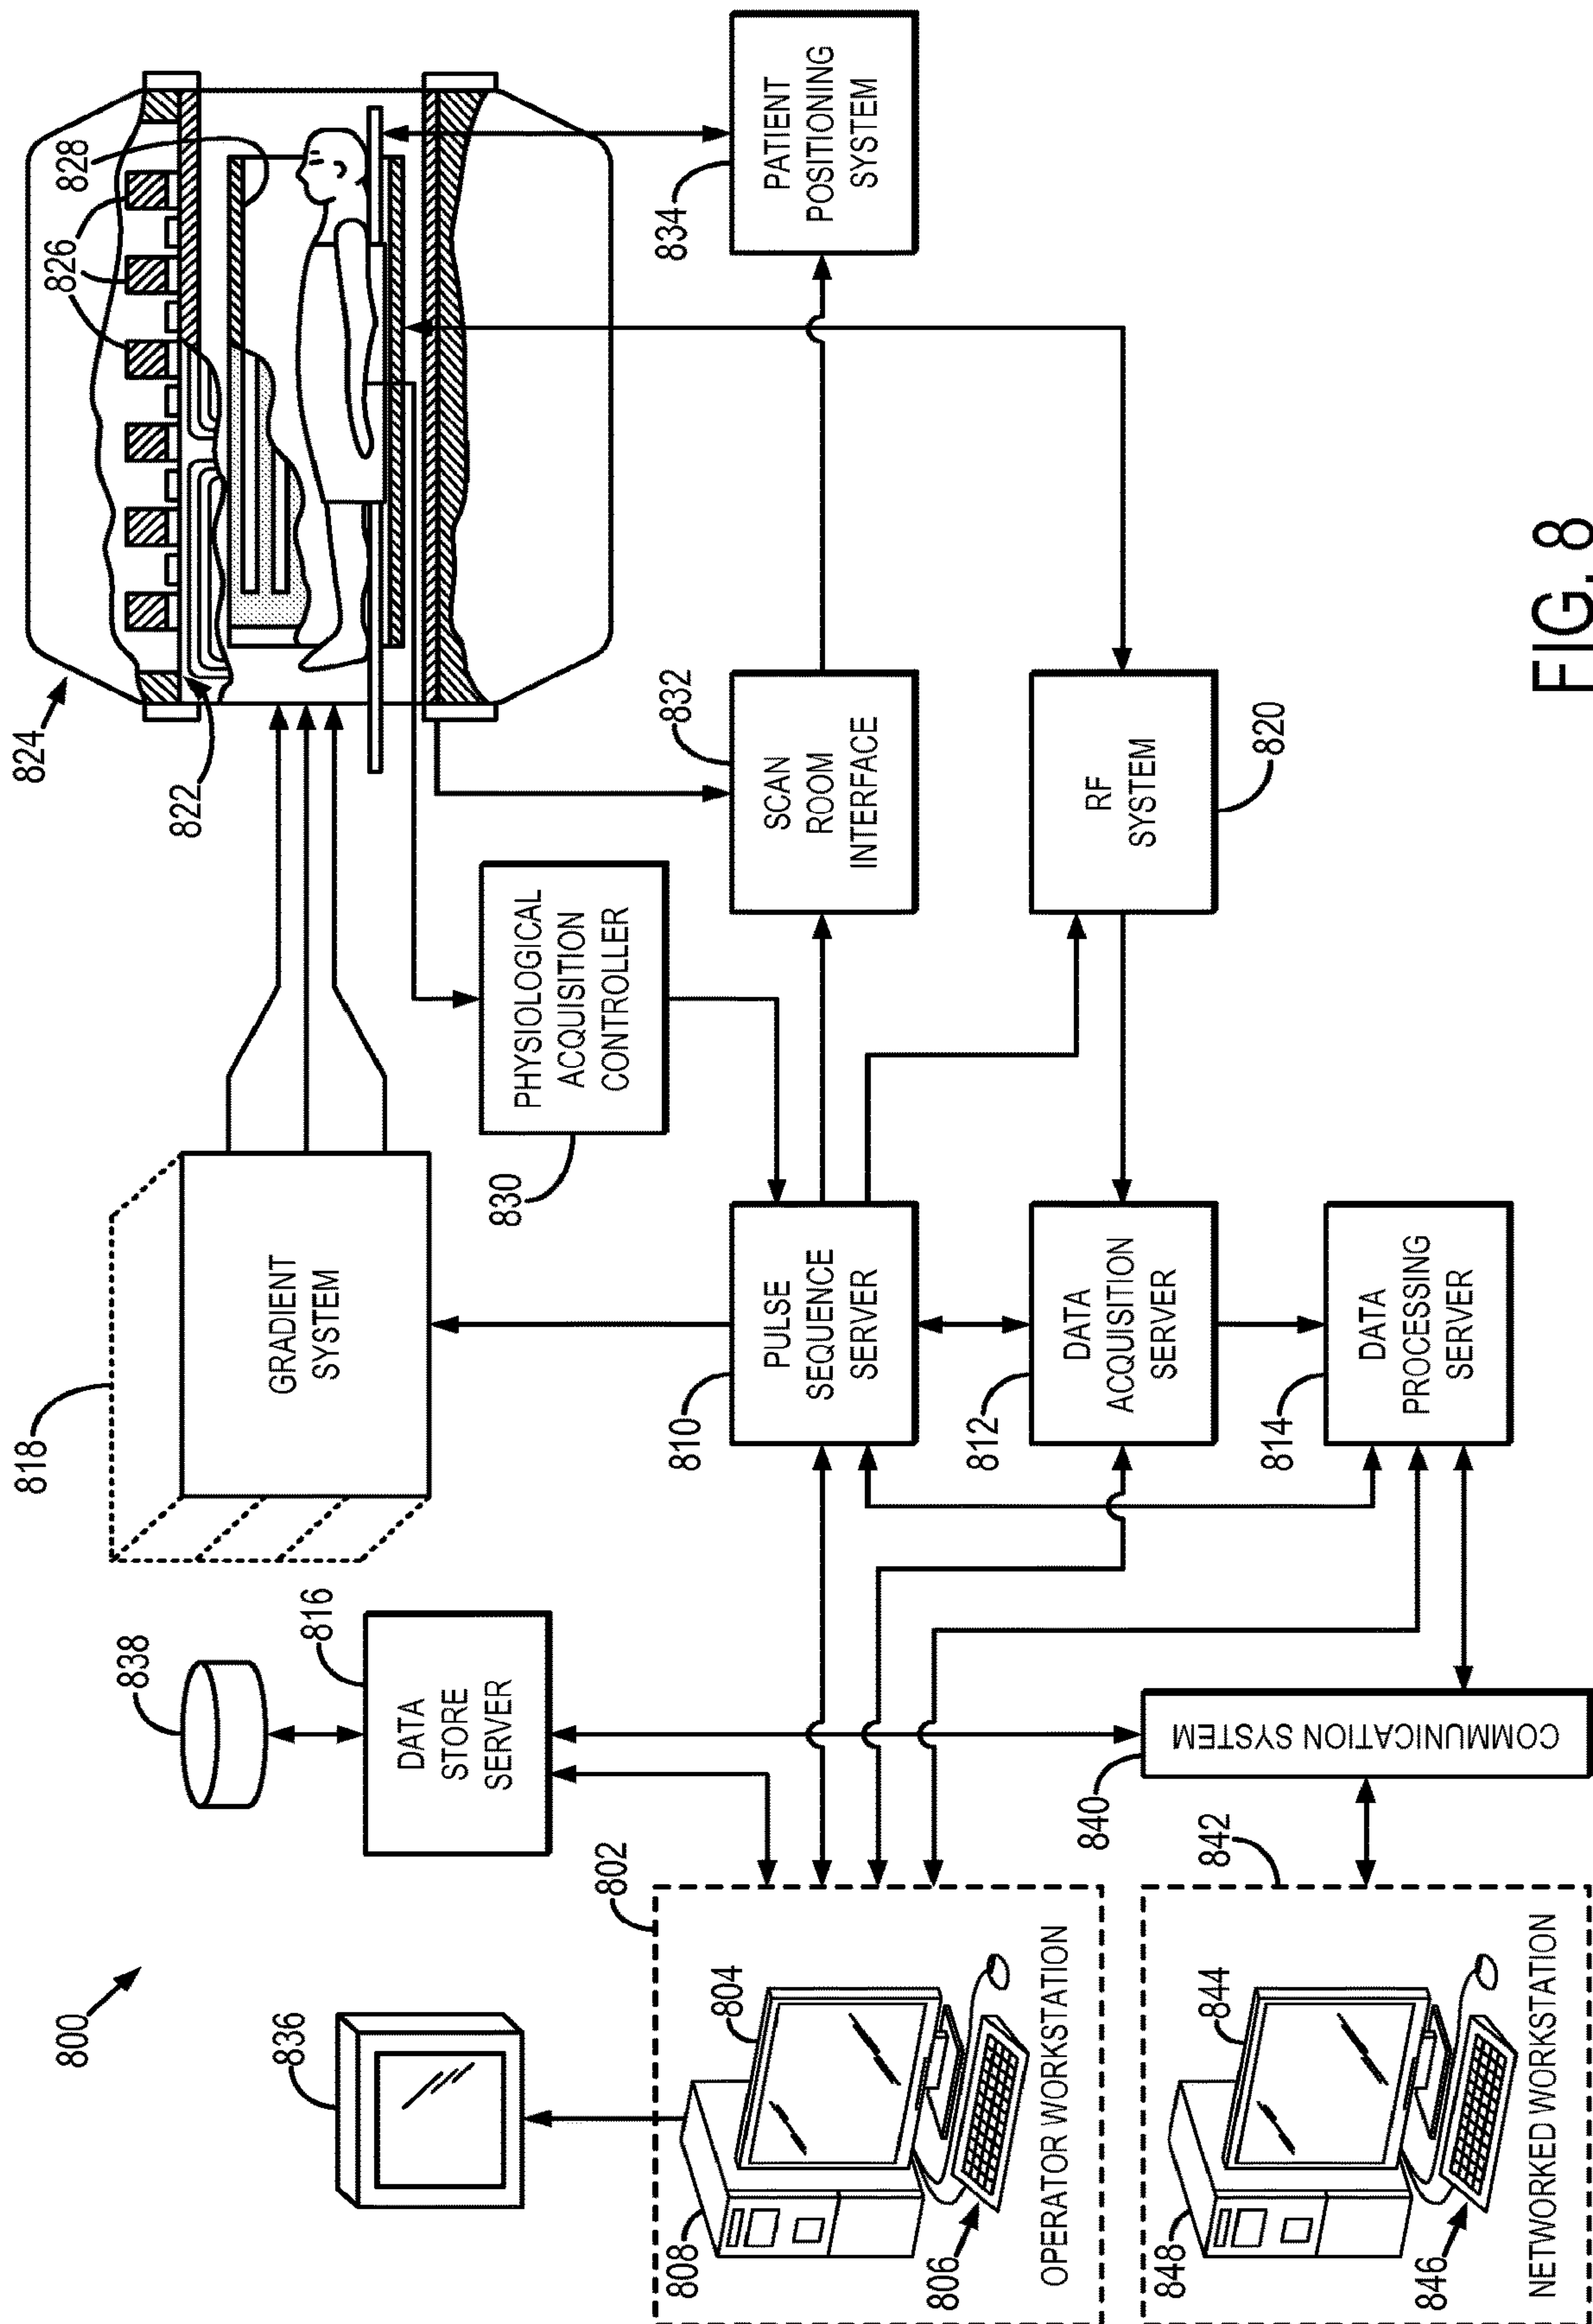 800
836
838
818
824
822
826
828
816
DATA
STORE
SERVER
GRADIENT
SYSTEM
830
PHYSIOLOGICAL
ACQUISITION
CONTROLLER
802
804
808
806
OPERATOR WORKSTATION
810
PULSE
SEQUENCE
SERVER
832
SCAN
ROOM
INTERFACE
834
PATIENT
POSITIONING
SYSTEM
812
DATA
ACQUISITION
SERVER
RF
SYSTEM
820
840
COMMUNICATION SYSTEM
814
DATA
PROCESSING
SERVER
842
844
848
846
NETWORKED WORKSTATION
FIG. 8